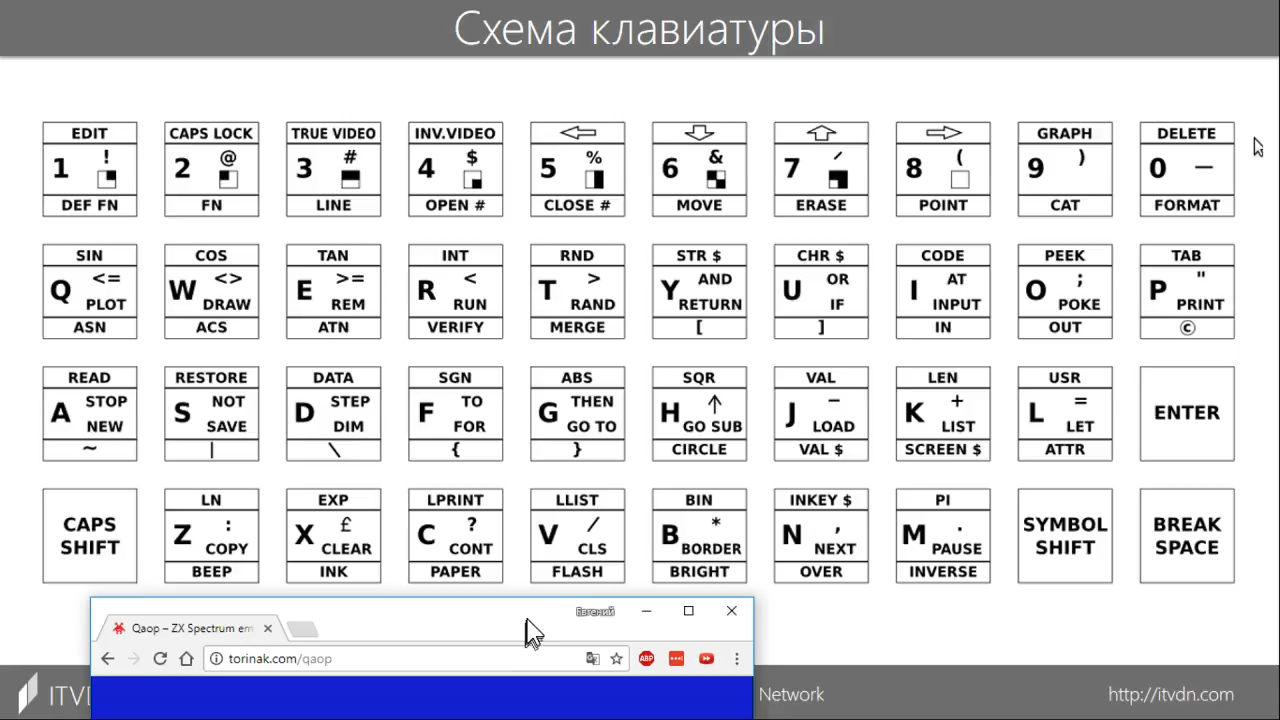 Схема клавиатуры
EDIT CAPS LOCK TRUE VIDEO INV.VIDEO GRAPH DELETE
1 ! 2 @ 3 # 4 $ 5 % 6 & 7 ′ 8 ( 9 ) 0 —
DEF FN FN LINE OPEN # CLOSE # MOVE ERASE POINT CAT FORMAT
SIN COS TAN INT RND STR $ CHR $ CODE PEEK TAB
Q <= W <> E >= R < T > Y AND U OR I AT O ; P "
PLOT DRAW REM RUN RAND RETURN IF INPUT POKE PRINT
ASN ACS ATN VERIFY MERGE [ ] IN OUT ©
READ RESTORE DATA SGN ABS SQR VAL LEN USR
A STOP S NOT D STEP F TO G THEN H ↑ J − K + L = ENTER
NEW SAVE DIM FOR GO TO GO SUB LOAD LIST LET
~ | \ { } CIRCLE VAL $ SCREEN $ ATTR
LN EXP LPRINT LLIST BIN INKEY $ PI
CAPS SHIFT Z : X £ C ? V / B * N , M . SYMBOL SHIFT BREAK SPACE
COPY CLEAR CONT CLS BORDER NEXT PAUSE
BEEP INK PAPER FLASH BRIGHT OVER INVERSE
Евгений
Qaop – ZX Spectrum em
torinak.com/qaop
ABP
ITV
Network
http://itvdn.com